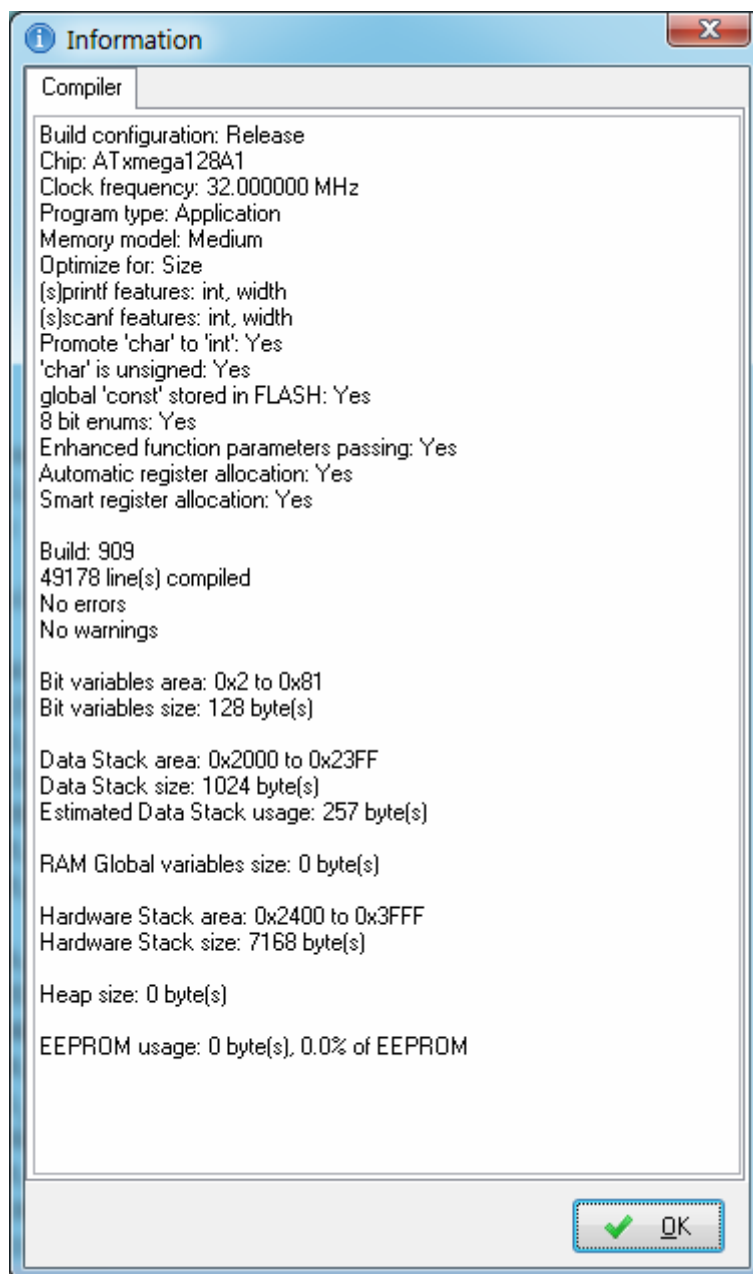 Information
Compiler
Build configuration: Release
Chip: ATxmega128A1
Clock frequency: 32.000000 MHz
Program type: Application
Memory model: Medium
Optimize for: Size
(s)printf features: int, width
(s)scanf features: int, width
Promote 'char' to 'int': Yes
'char' is unsigned: Yes
global 'const' stored in FLASH: Yes
8 bit enums: Yes
Enhanced function parameters passing: Yes
Automatic register allocation: Yes
Smart register allocation: Yes
Build: 909
49178 line(s) compiled
No errors
No warnings
Bit variables area: 0x2 to 0x81
Bit variables size: 128 byte(s)
Data Stack area: 0x2000 to 0x23FF
Data Stack size: 1024 byte(s)
Estimated Data Stack usage: 257 byte(s)
RAM Global variables size: 0 byte(s)
Hardware Stack area: 0x2400 to 0x3FFF
Hardware Stack size: 7168 byte(s)
Heap size: 0 byte(s)
EEPROM usage: 0 byte(s), 0.0% of EEPROM
OK